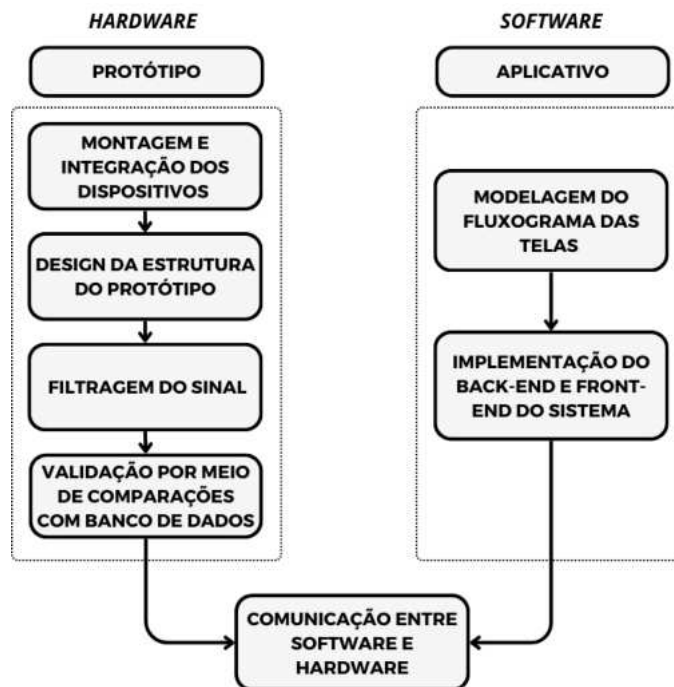 HARDWARE
PROTÓTIPO
MONTAGEM E
INTEGRAÇÃO DOS
DISPOSITIVOS
DESIGN DA ESTRUTURA
DO PROTÓTIPO
FILTRAGEM DO SINAL
VALIDAÇÃO POR MEIO
DE COMPARAÇÕES
COM BANCO DE DADOS
SOFTWARE
APLICATIVO
MODELAGEM DO
FLUXOGRAMA DAS
TELAS
IMPLEMENTAÇÃO DO
BACK-END E FRONT-
END DO SISTEMA
COMUNICAÇÃO ENTRE
SOFTWARE E
HARDWARE